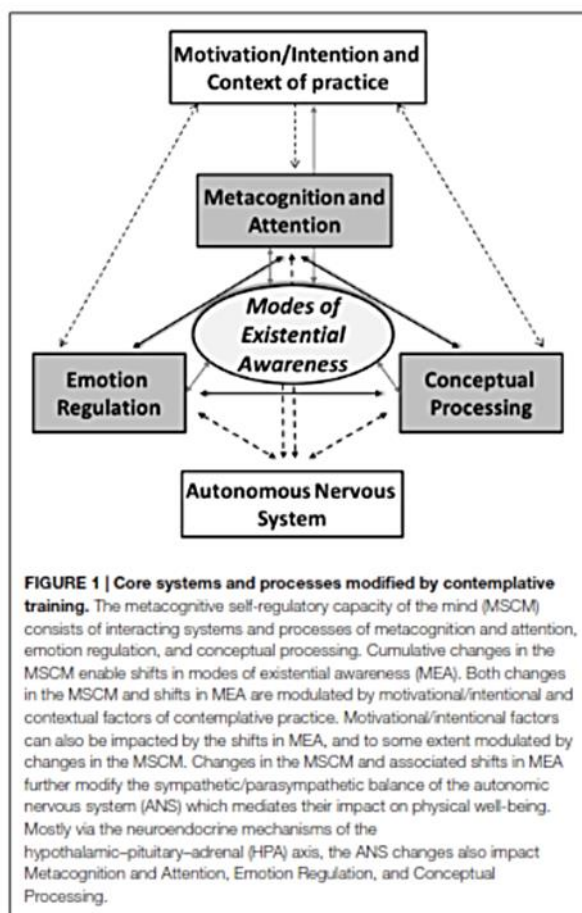 Motivation/Intention and
Context of practice
Metacognition and
Attention
Modes of
Existential
Awareness
Emotion
Regulation
Conceptual
Processing
Autonomous Nervous
System
FIGURE 1 | Core systems and processes modified by contemplative
training. The metacognitive self-regulatory capacity of the mind (MSCM)
consists of interacting systems and processes of metacognition and attention,
emotion regulation, and conceptual processing. Cumulative changes in the
MSCM enable shifts in modes of existential awareness (MEA). Both changes
in the MSCM and shifts in MEA are modulated by motivational/intentional and
contextual factors of contemplative practice. Motivational/intentional factors
can also be impacted by the shifts in MEA, and to some extent modulated by
changes in the MSCM. Changes in the MSCM and associated shifts in MEA
further modify the sympathetic/parasympathetic balance of the autonomic
nervous system (ANS) which mediates their impact on physical well-being.
Mostly via the neuroendocrine mechanisms of the
hypothalamic–pituitary–adrenal (HPA) axis, the ANS changes also impact
Metacognition and Attention, Emotion Regulation, and Conceptual
Processing.